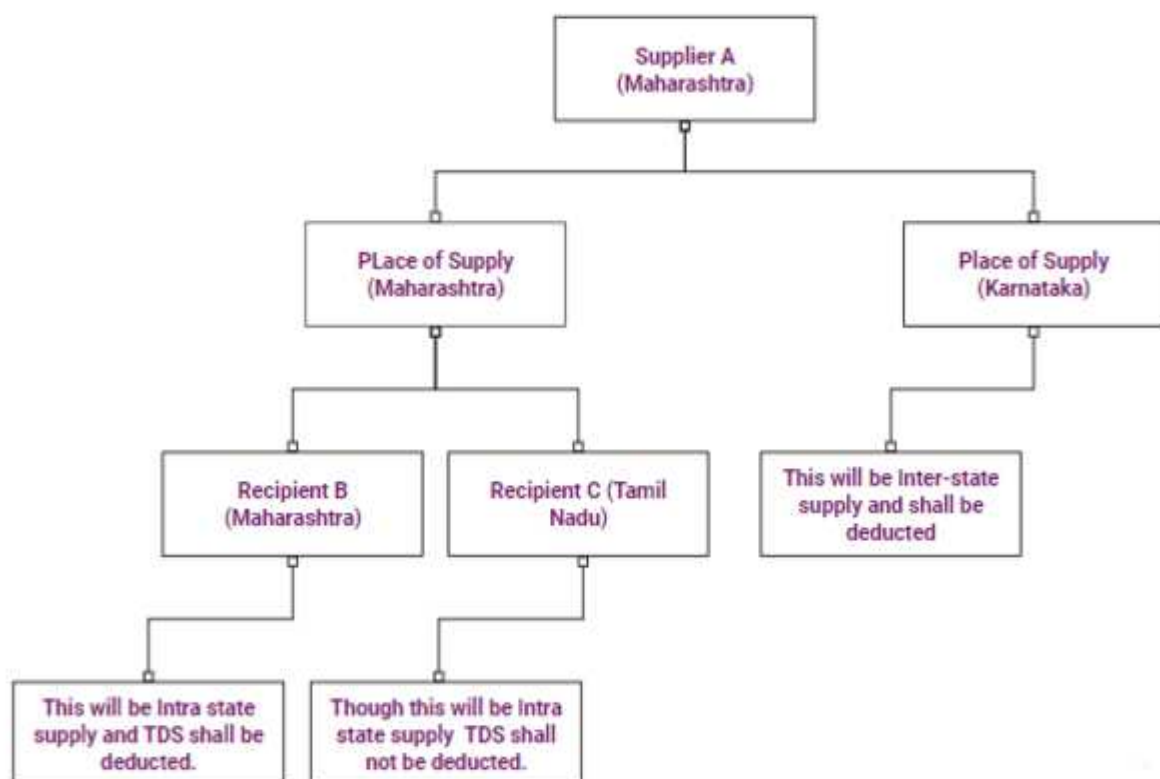 Supplier A
(Maharashtra)
PLace of Supply
(Maharashtra)
Place of Supply
(Karnataka)
Recipient B
(Maharashtra)
Recipient C (Tamil
Nadu)
This will be Inter-state
supply and shall be
deducted
This will be Intra state
supply and TDS shall be
deducted.
Though this will be Intra
state supply TDS shall
not be deducted.